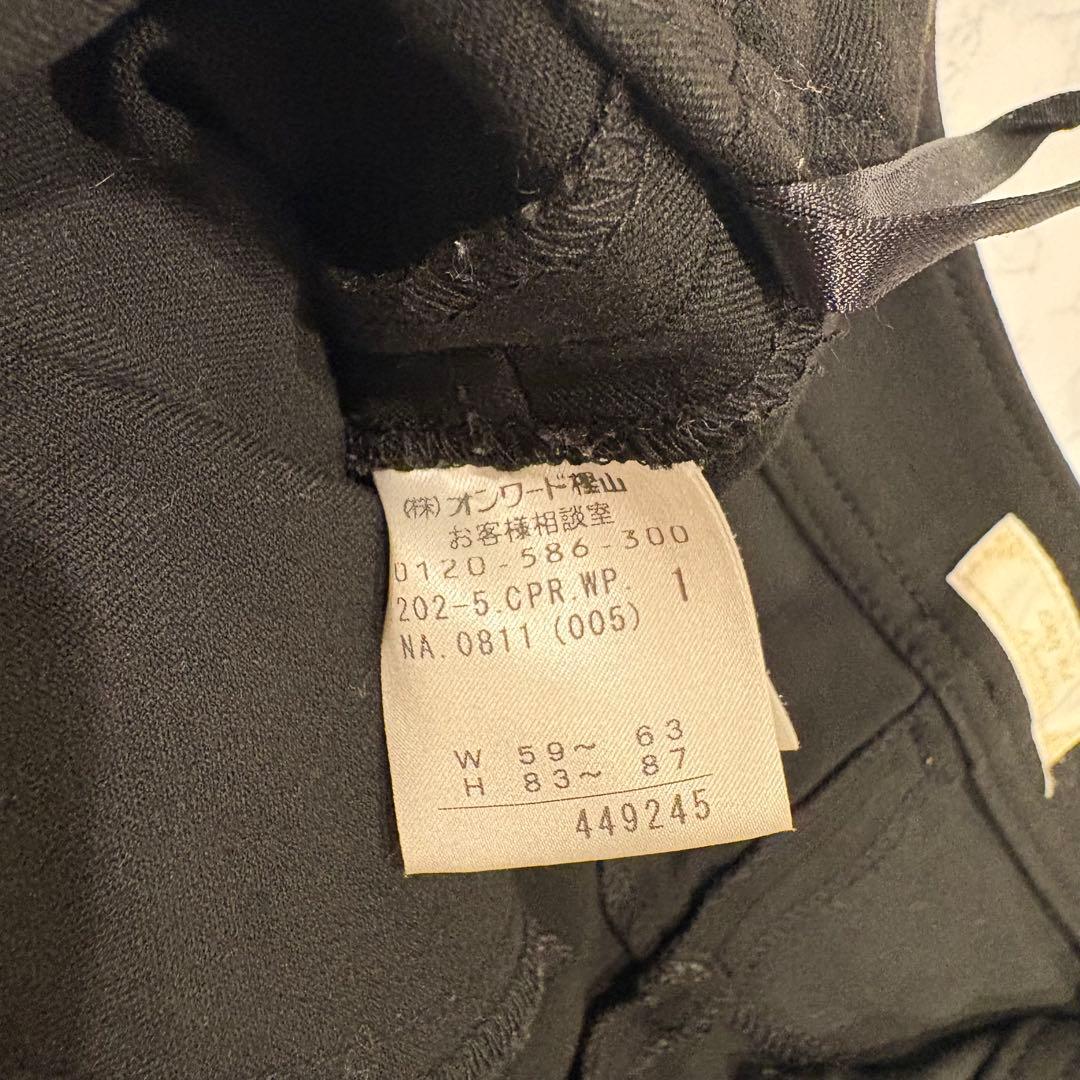 (株)オンワード樫山
お客様相談室
0120-586-300
202-5.CPR.WP. 1
NA.0811 (005)
W 59~ 63
H 83~ 87
449245